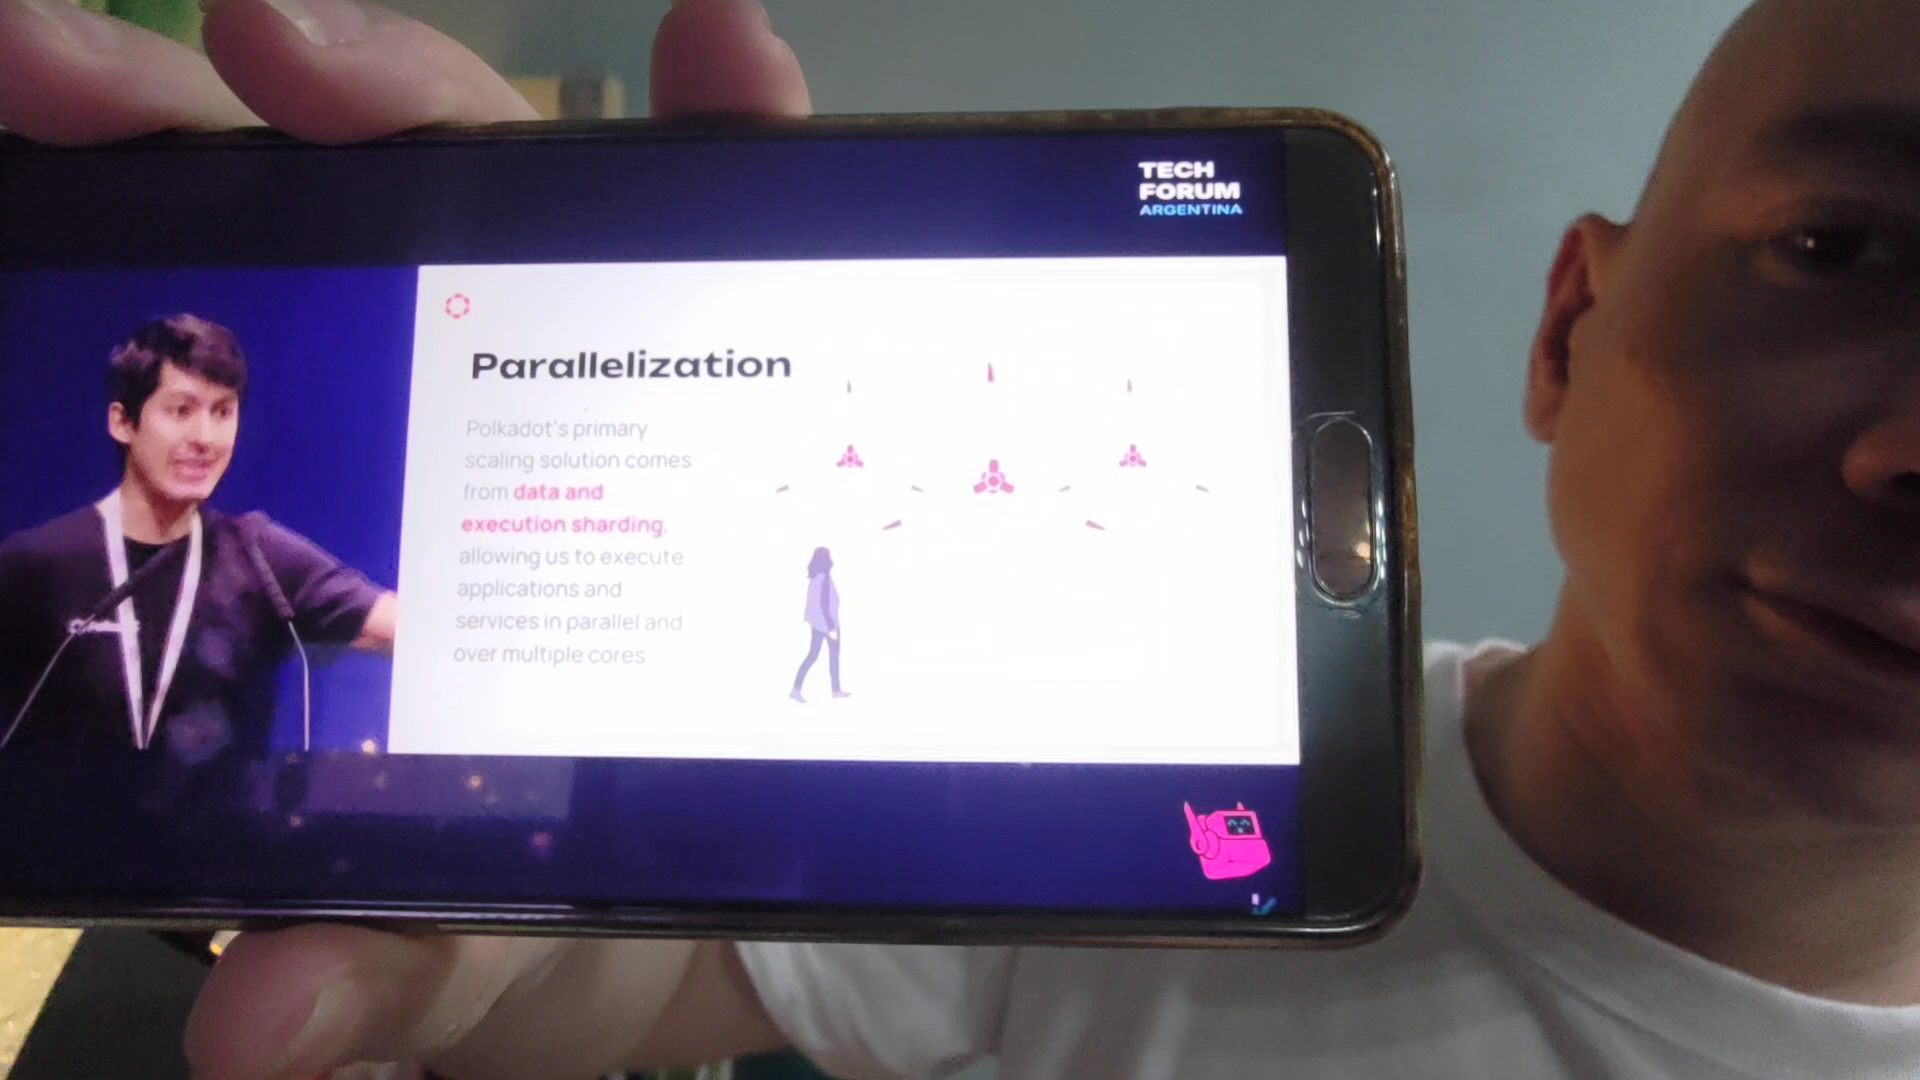 TECH
FORUM
ARGENTINA
Parallelization
Polkadot's primary
scaling solution comes
from data and
execution sharding,
allowing us to execute
applications and
services in parallel and
over multiple cores